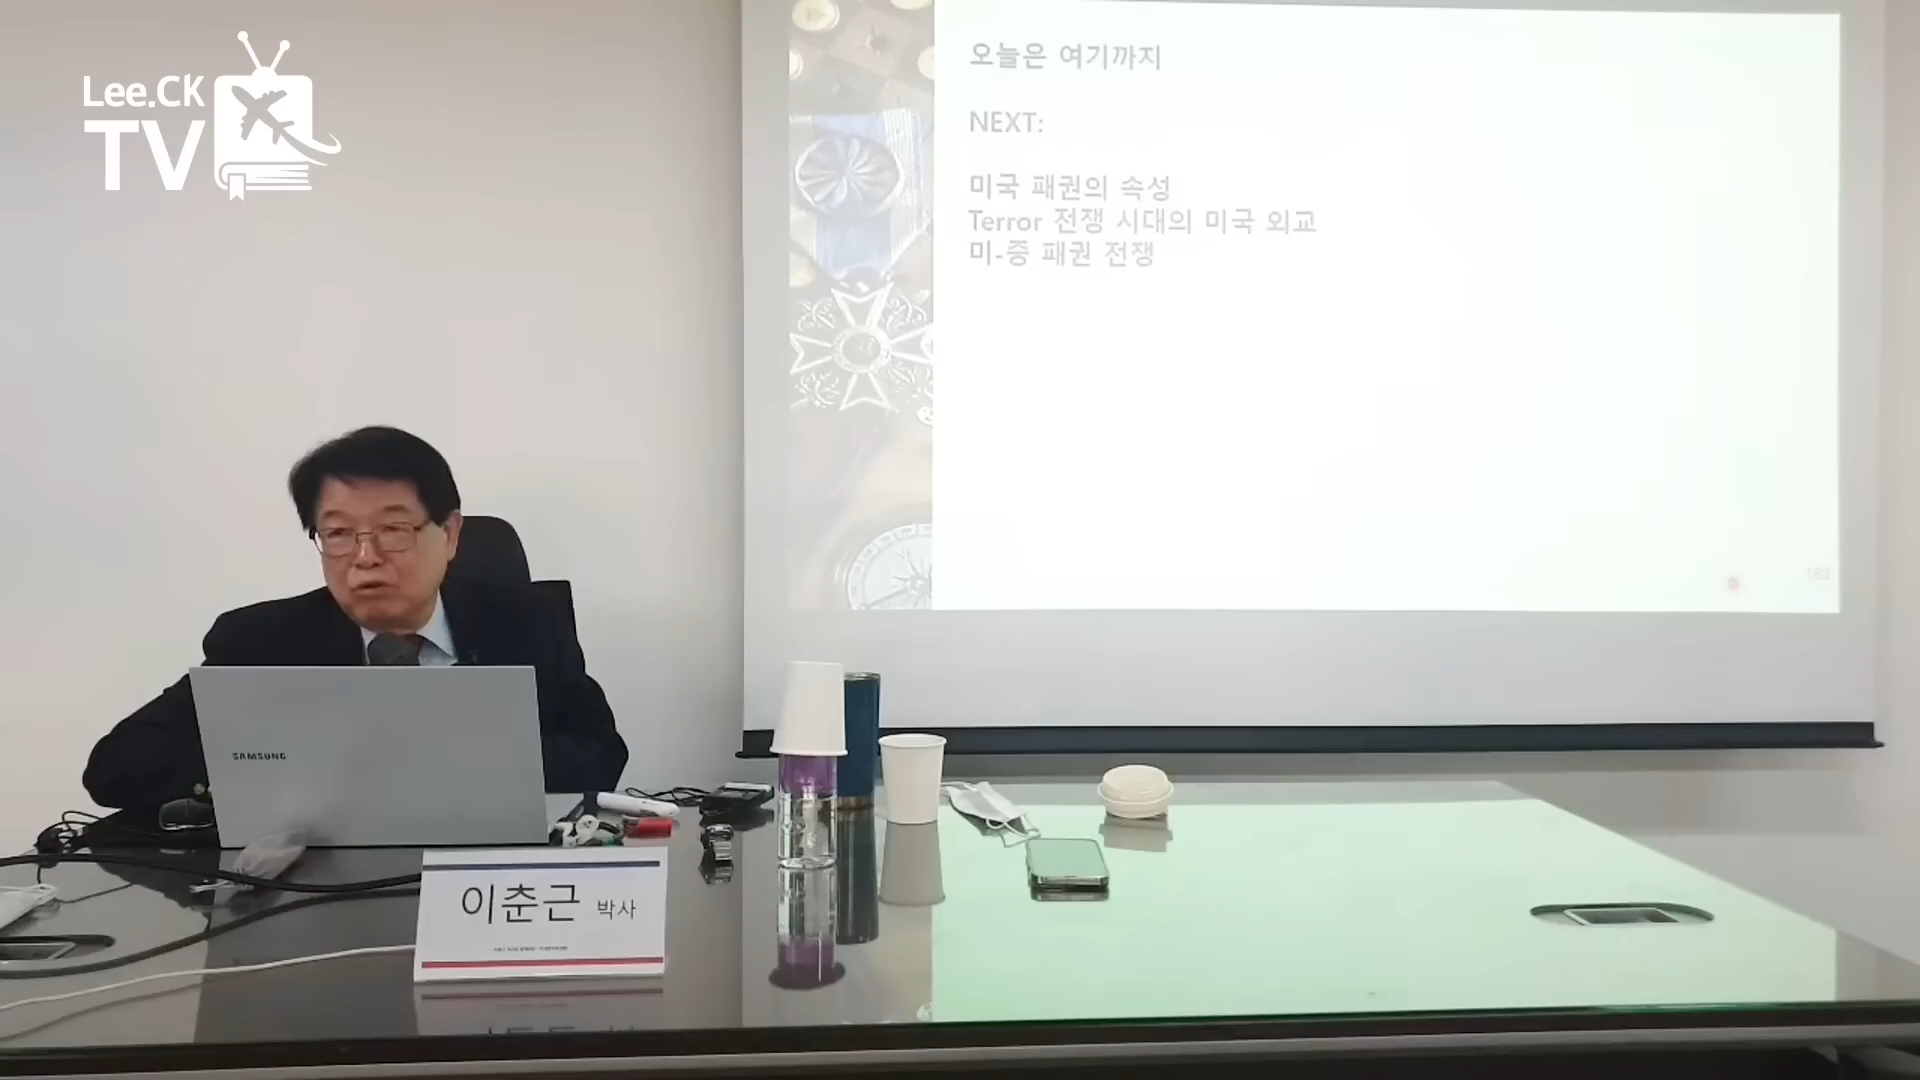 Lee.CK
TV
오늘은 여기까지
NEXT:
미국 패권의 속성
Terror 전쟁 시대의 미국 외교
미-중 패권 전쟁
SAMSUNG
이춘근 박사